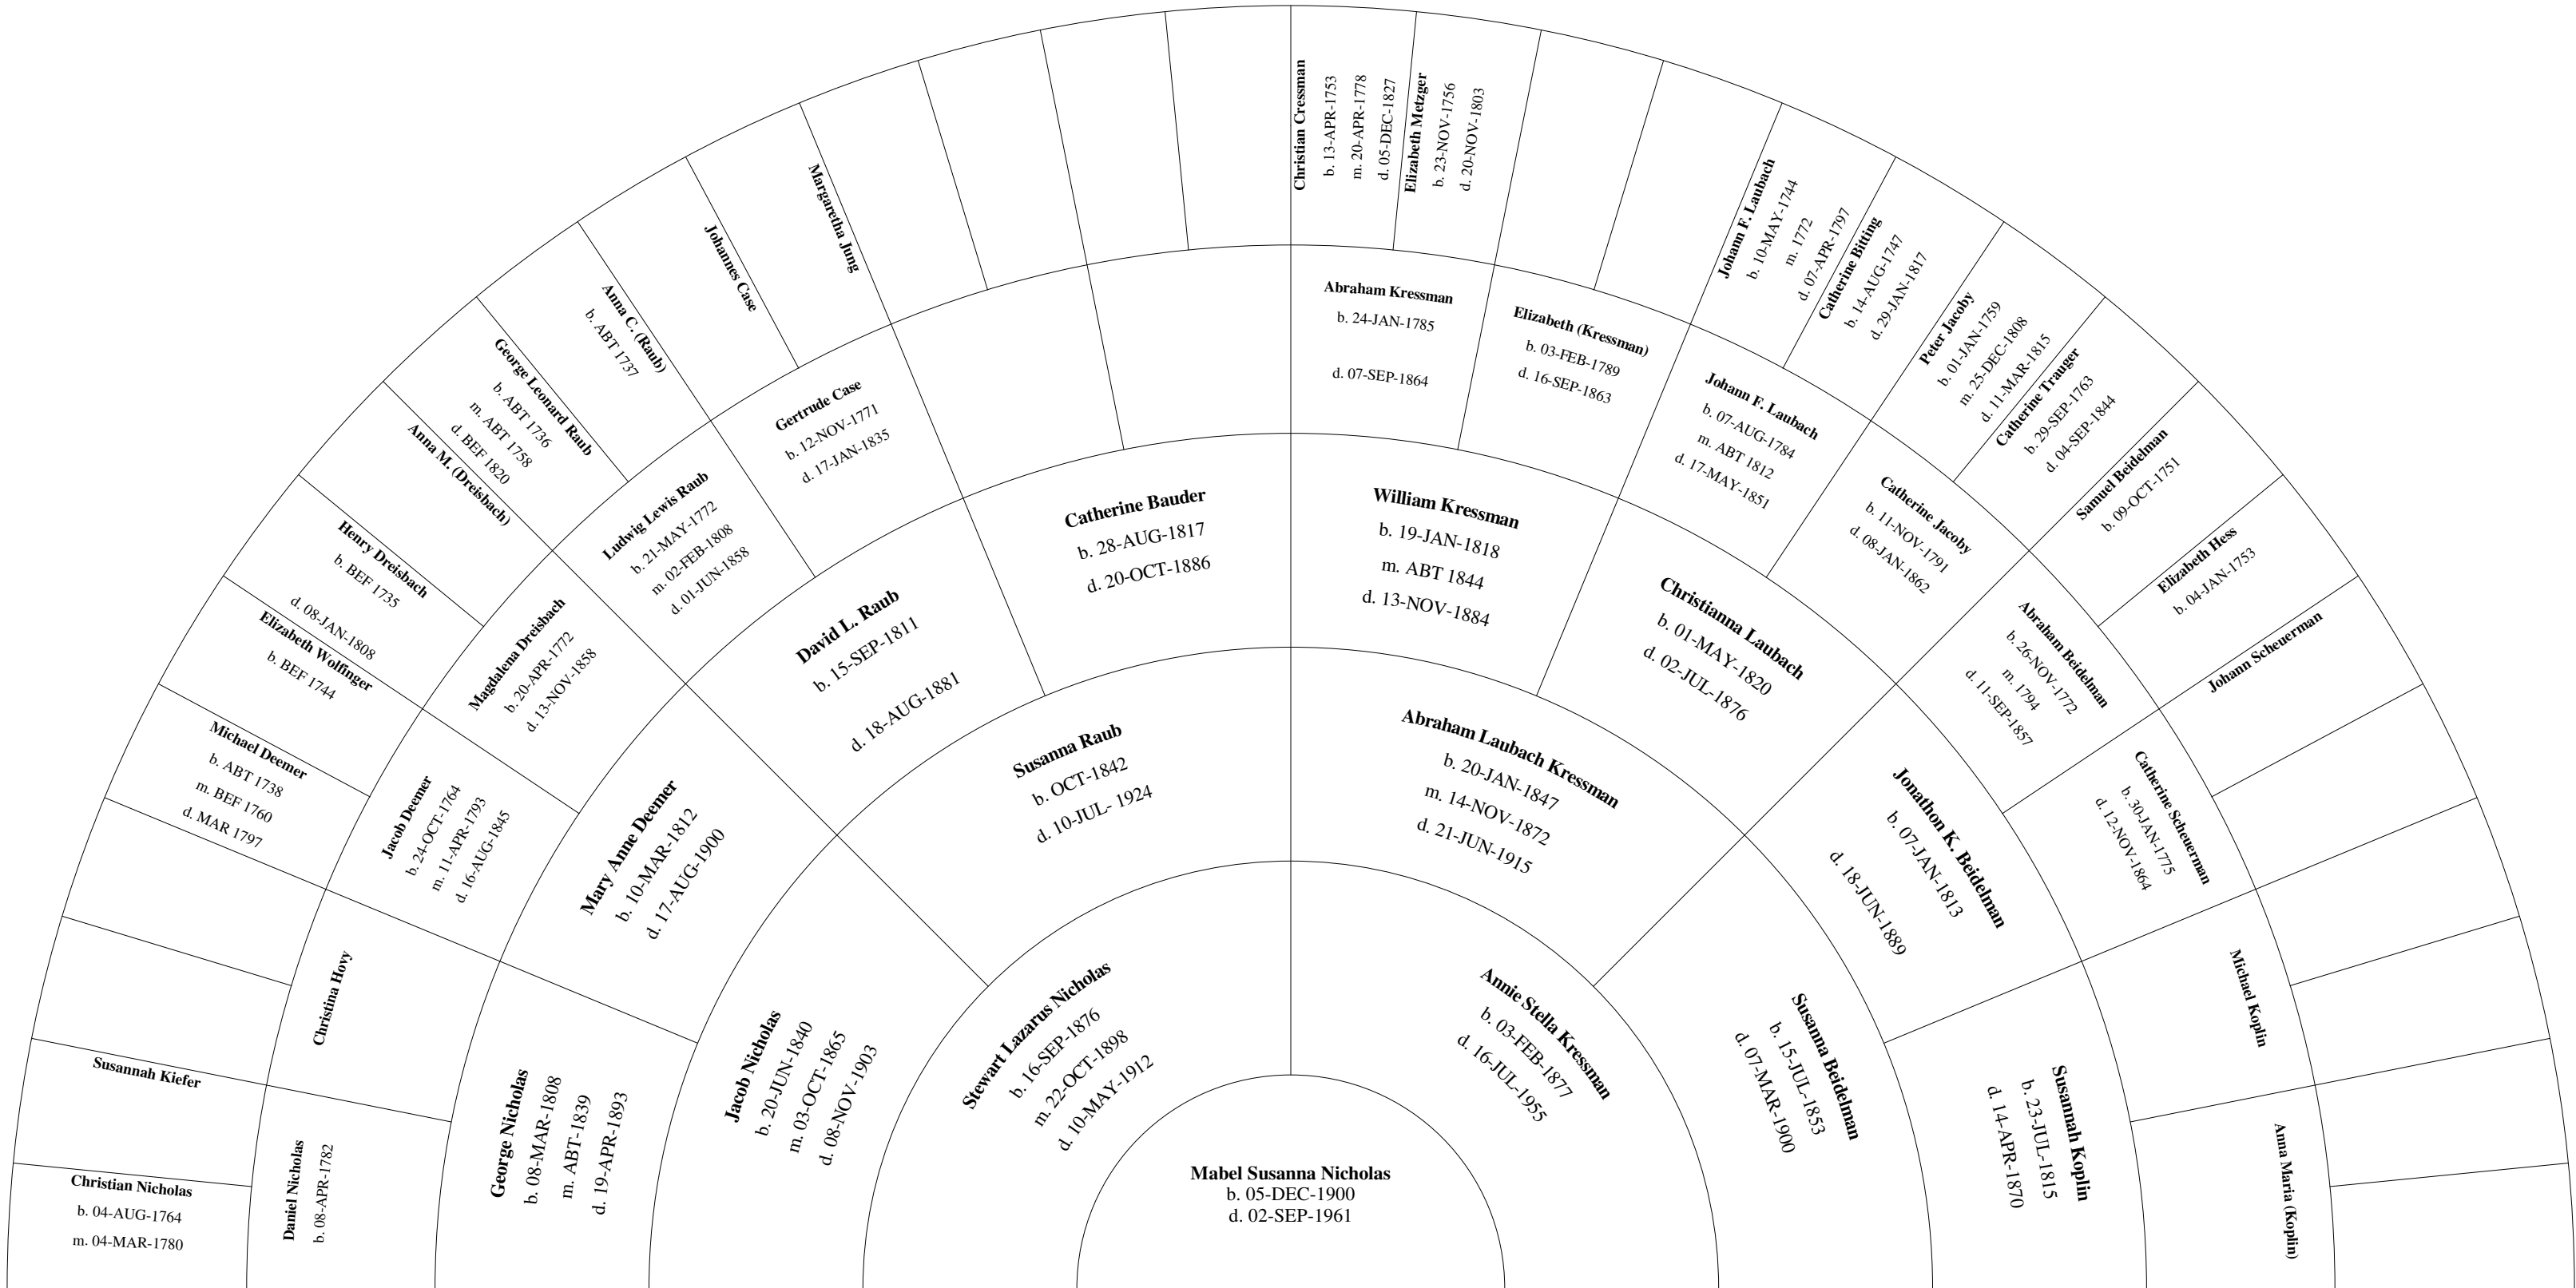 Mabel Susanna Nicholas
b. 05-DEC-1900
d. 02-SEP-1961
Stewart Lazarus Nicholas
b. 16-SEP-1876
m. 22-OCT-1898
d. 10-MAY-1912
Annie Stella Kressman
b. 03-FEB-1877
d. 16-JUL-1955
Jacob Nicholas
b. 20-JUN-1840
m. 03-OCT-1865
d. 08-NOV-1903
Susanna Raub
b. OCT-1842
d. 10-JUL- 1924
Abraham Laubach Kressman
b. 20-JAN-1847
m. 14-NOV-1872
d. 21-JUN-1915
Susanna Beidelman
b. 15-JUL-1853
d. 07-MAR-1900
George Nicholas
b. 08-MAR-1808
m. ABT-1839
d. 19-APR-1893
Mary Anne Deemer
b. 10-MAR-1812
d. 17-AUG-1900
David L. Raub
b. 15-SEP-1811
d. 18-AUG-1881
Catherine Bauder
b. 28-AUG-1817
d. 20-OCT-1886
William Kressman
b. 19-JAN-1818
m. ABT 1844
d. 13-NOV-1884
Christianna Laubach
b. 01-MAY-1820
d. 02-JUL-1876
Jonathon K. Beidelman
b. 07-JAN-1813
d. 18-JUN-1889
Susannah Koplin
b. 23-JUL-1815
d. 14-APR-1870
Daniel Nicholas
b. 08-APR-1782
Christina Hovy
Jacob Deemer
b. 24-OCT-1764
m. 11-APR-1793
d. 16-AUG-1845
Magdalena Dreisbach
b. 20-APR-1772
d. 13-NOV-1858
Ludwig Lewis Raub
b. 21-MAY-1772
m. 02-FEB-1808
d. 01-JUN-1858
Gertrude Case
b. 12-NOV-1771
d. 17-JAN-1835
Abraham Kressman
b. 24-JAN-1785
d. 07-SEP-1864
Elizabeth (Kressman)
b. 03-FEB-1789
d. 16-SEP-1863
Johann F. Laubach
b. 07-AUG-1784
m. ABT 1812
d. 17-MAY-1851
Catherine Jacoby
b. 11-NOV-1791
d. 08-JAN-1862
Abraham Beidelman
b. 26-NOV-1772
m. 1794
d. 11-SEP-1857
Catherine Scheuerman
b. 30-JAN-1775
d. 12-NOV-1864
Michael Koplin
Anna Maria (Koplin)
Christian Nicholas
b. 04-AUG-1764
m. 04-MAR-1780
Susannah Kiefer
Michael Deemer
b. ABT 1738
m. BEF 1760
d. MAR 1797
Elizabeth Wolfinger
b. BEF 1744
Henry Dreisbach
b. BEF 1735
d. 08-JAN-1808
Anna M. (Dreisbach)
George Leonard Raub
b. ABT 1736
m. ABT 1758
d. BEF 1820
Anna C. (Raub)
b. ABT 1737
Johannes Case
Margaretha Jung
Christian Cressman
b. 13-APR-1753
m. 20-APR-1778
d. 05-DEC-1827
Elizabeth Metzger
b. 23-NOV-1756
d. 20-NOV-1803
Johann F. Laubach
b. 10-MAY-1744
m. 1772
d. 07-APR-1797
Catherine Bitting
b. 14-AUG-1747
d. 29-JAN-1817
Peter Jacoby
b. 01-JAN-1759
m. 25-DEC-1808
d. 11-MAR-1815
Catherine Trauger
b. 29-SEP-1763
d. 04-SEP-1844
Samuel Beidelman
b. 09-OCT-1751
Elizabeth Hess
b. 04-JAN-1753
Johann Scheuerman